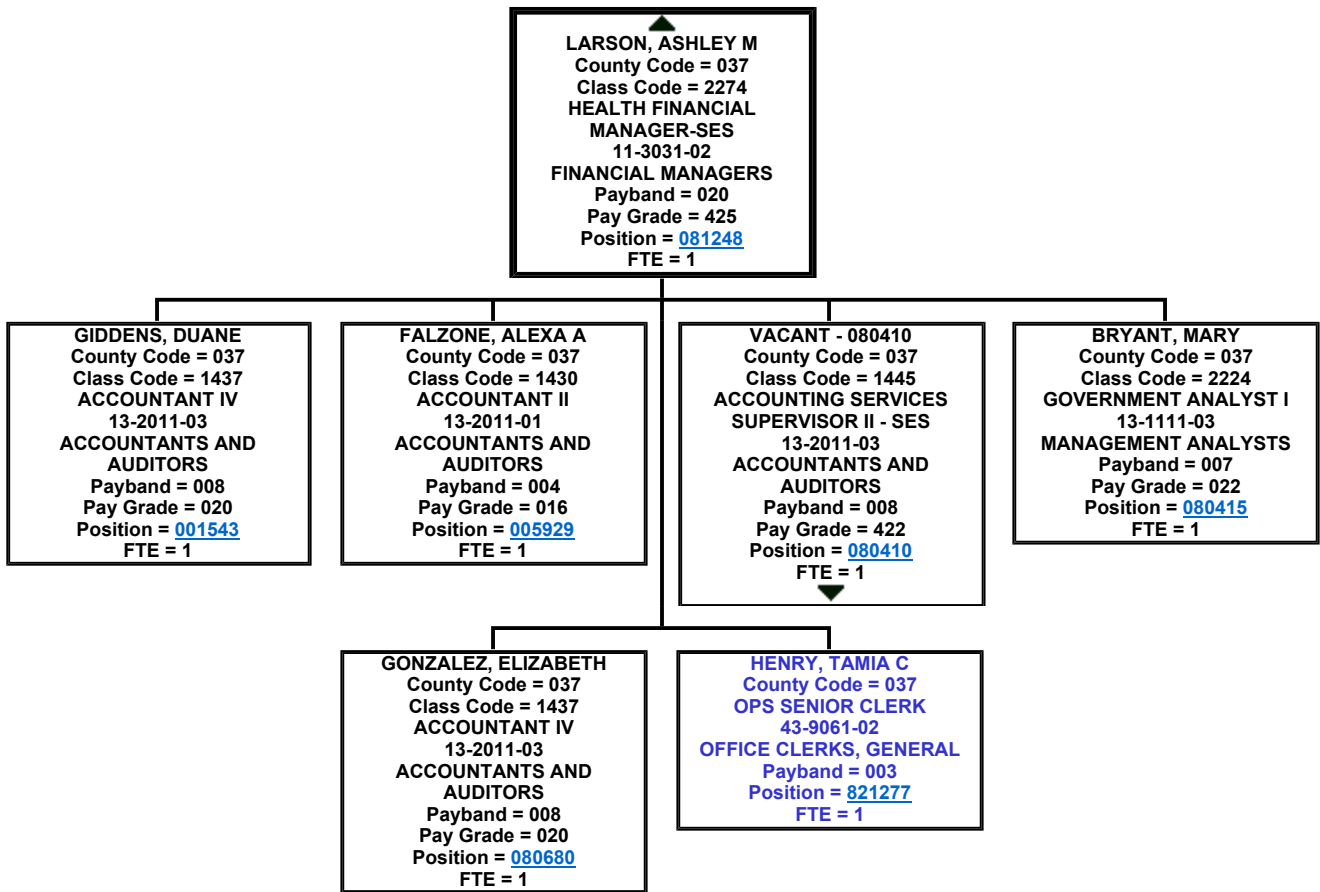 LARSON, ASHLEY M
County Code = 037
Class Code = 2274
HEALTH FINANCIAL
MANAGER-SES
11-3031-02
FINANCIAL MANAGERS
Payband = 020
Pay Grade = 425
Position = 081248
FTE = 1
GIDDENS, DUANE
County Code = 037
Class Code = 1437
ACCOUNTANT IV
13-2011-03
ACCOUNTANTS AND
AUDITORS
Payband = 008
Pay Grade = 020
Position = 001543
FTE = 1
FALZONE, ALEXA A
County Code = 037
Class Code = 1430
ACCOUNTANT II
13-2011-01
ACCOUNTANTS AND
AUDITORS
Payband = 004
Pay Grade = 016
Position = 005929
FTE = 1
VACANT - 080410
County Code = 037
Class Code = 1445
ACCOUNTING SERVICES
SUPERVISOR II - SES
13-2011-03
ACCOUNTANTS AND
AUDITORS
Payband = 008
Pay Grade = 422
Position = 080410
FTE = 1
BRYANT, MARY
County Code = 037
Class Code = 2224
GOVERNMENT ANALYST I
13-1111-03
MANAGEMENT ANALYSTS
Payband = 007
Pay Grade = 022
Position = 080415
FTE = 1
GONZALEZ, ELIZABETH
County Code = 037
Class Code = 1437
ACCOUNTANT IV
13-2011-03
ACCOUNTANTS AND
AUDITORS
Payband = 008
Pay Grade = 020
Position = 080680
FTE = 1
HENRY, TAMIA C
County Code = 037
OPS SENIOR CLERK
43-9061-02
OFFICE CLERKS, GENERAL
Payband = 003
Position = 821277
FTE = 1